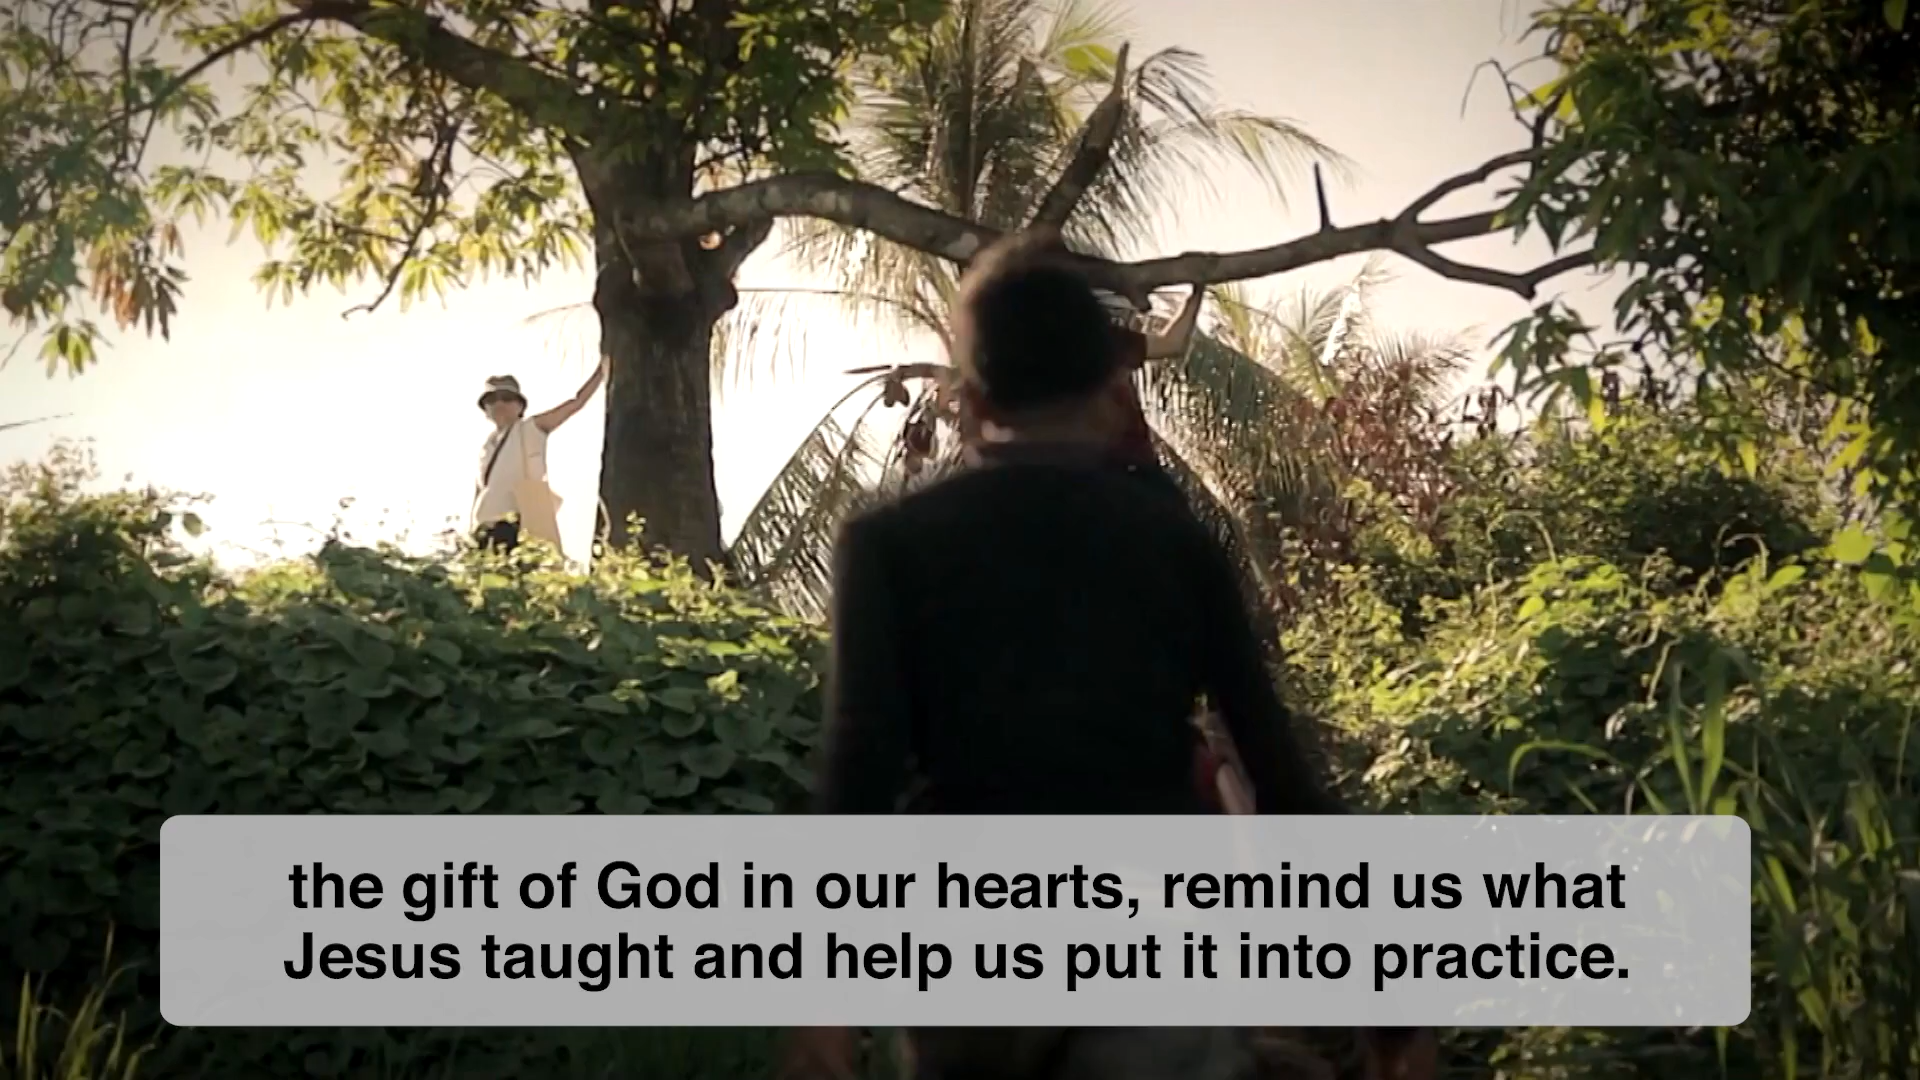 the gift of God in our hearts, remind us what
Jesus taught and help us put it into practice.